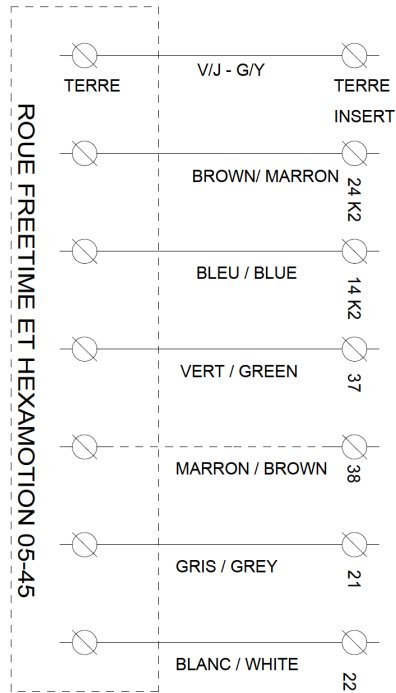 V/J - G/Y
TERRE
TERRE
INSERT
BROWN/ MARRON
24 K2
BLEU / BLUE
14 K2
VERT / GREEN
37
MARRON / BROWN
38
GRIS / GREY
21
BLANC / WHITE
22
ROUE FREETIME ET HEXAMOTION 05-45